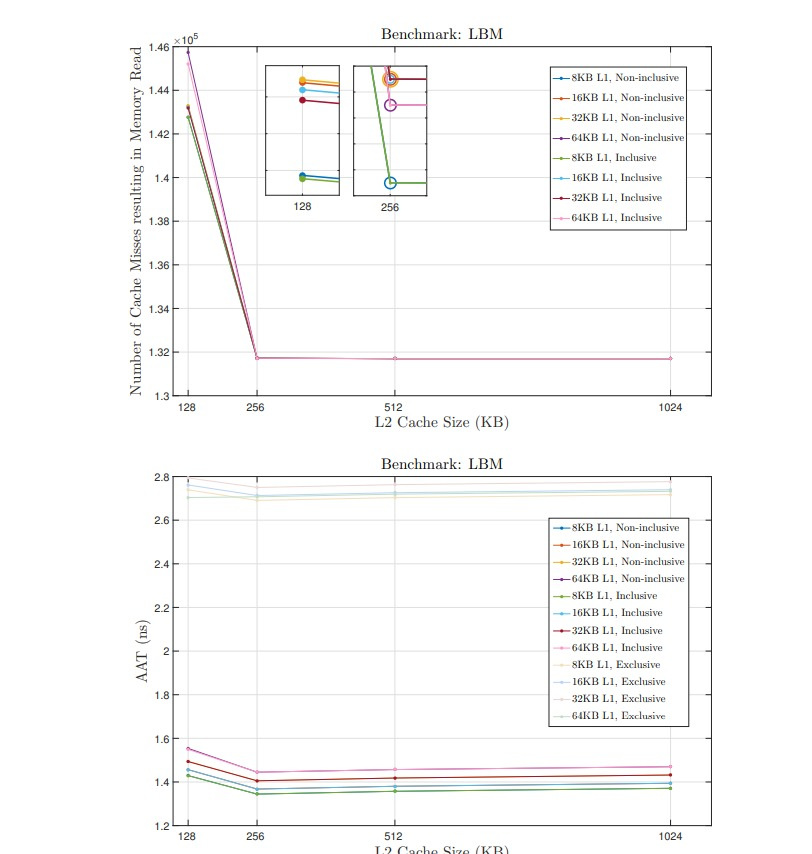 Benchmark: LBM
×10⁵
1.46
1.44
1.42
1.4
1.38
1.36
1.34
1.32
1.3
Number of Cache Misses resulting in Memory Read
128
256
8KB L1, Non-inclusive
16KB L1, Non-inclusive
32KB L1, Non-inclusive
64KB L1, Non-inclusive
8KB L1, Inclusive
16KB L1, Inclusive
32KB L1, Inclusive
64KB L1, Inclusive
128 256 512 1024
L2 Cache Size (KB)
Benchmark: LBM
2.8
2.6
2.4
2.2
2
1.8
1.6
1.4
1.2
AAT (ns)
8KB L1, Non-inclusive
16KB L1, Non-inclusive
32KB L1, Non-inclusive
64KB L1, Non-inclusive
8KB L1, Inclusive
16KB L1, Inclusive
32KB L1, Inclusive
64KB L1, Inclusive
8KB L1, Exclusive
16KB L1, Exclusive
32KB L1, Exclusive
64KB L1, Exclusive
128 256 512 1024
L2 Cache Size (KB)